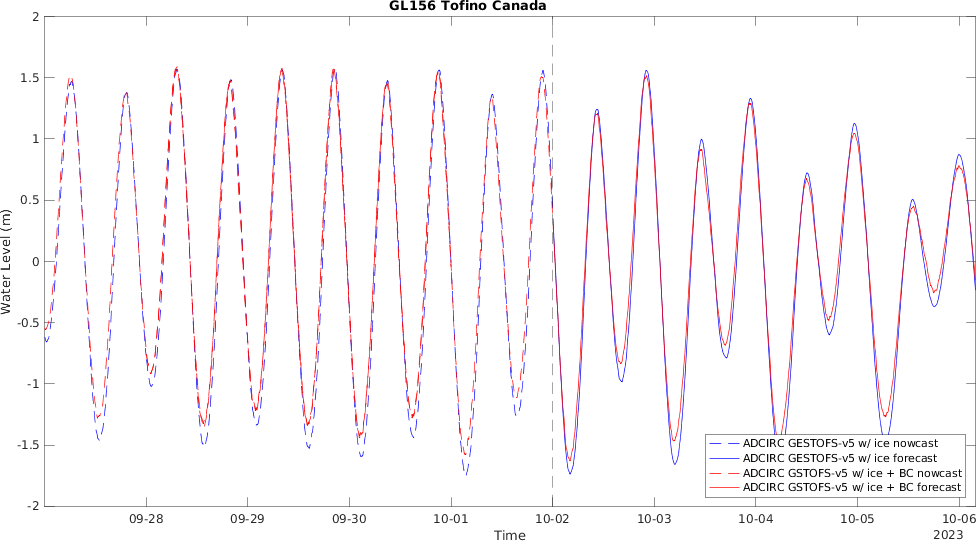 GL156 Tofino Canada
2
1.5
1
0.5
0
-0.5
-1
-1.5
-2
Water Level (m)
ADCIRC GESTOFS-v5 w/ ice nowcast
ADCIRC GESTOFS-v5 w/ ice forecast
ADCIRC GSTOFS-v5 w/ ice + BC nowcast
ADCIRC GSTOFS-v5 w/ ice + BC forecast
09-28 09-29 09-30 10-01 10-02 10-03 10-04 10-05 10-06
Time
2023